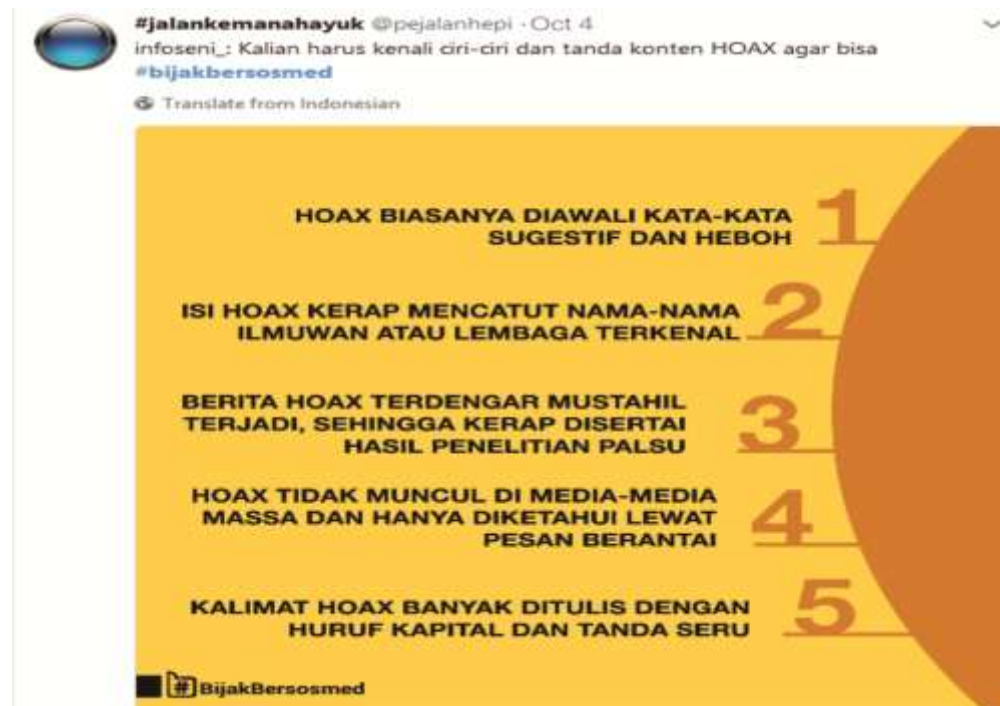 #jalankemanahayuk @pejalanhepi · Oct 4
infoseni_: Kalian harus kenali ciri-ciri dan tanda konten HOAX agar bisa
#bijakbersosmed
Translate from Indonesian
HOAX BIASANYA DIAWALI KATA-KATA
SUGESTIF DAN HEBOH
1
ISI HOAX KERAP MENCATUT NAMA-NAMA
ILMUWAN ATAU LEMBAGA TERKENAL
2
BERITA HOAX TERDENGAR MUSTAHIL
TERJADI, SEHINGGA KERAP DISERTAI
HASIL PENELITIAN PALSU
3
HOAX TIDAK MUNCUL DI MEDIA-MEDIA
MASSA DAN HANYA DIKETAHUI LEWAT
PESAN BERANTAI
4
KALIMAT HOAX BANYAK DITULIS DENGAN
HURUF KAPITAL DAN TANDA SERU
5
# BijakBersosmed